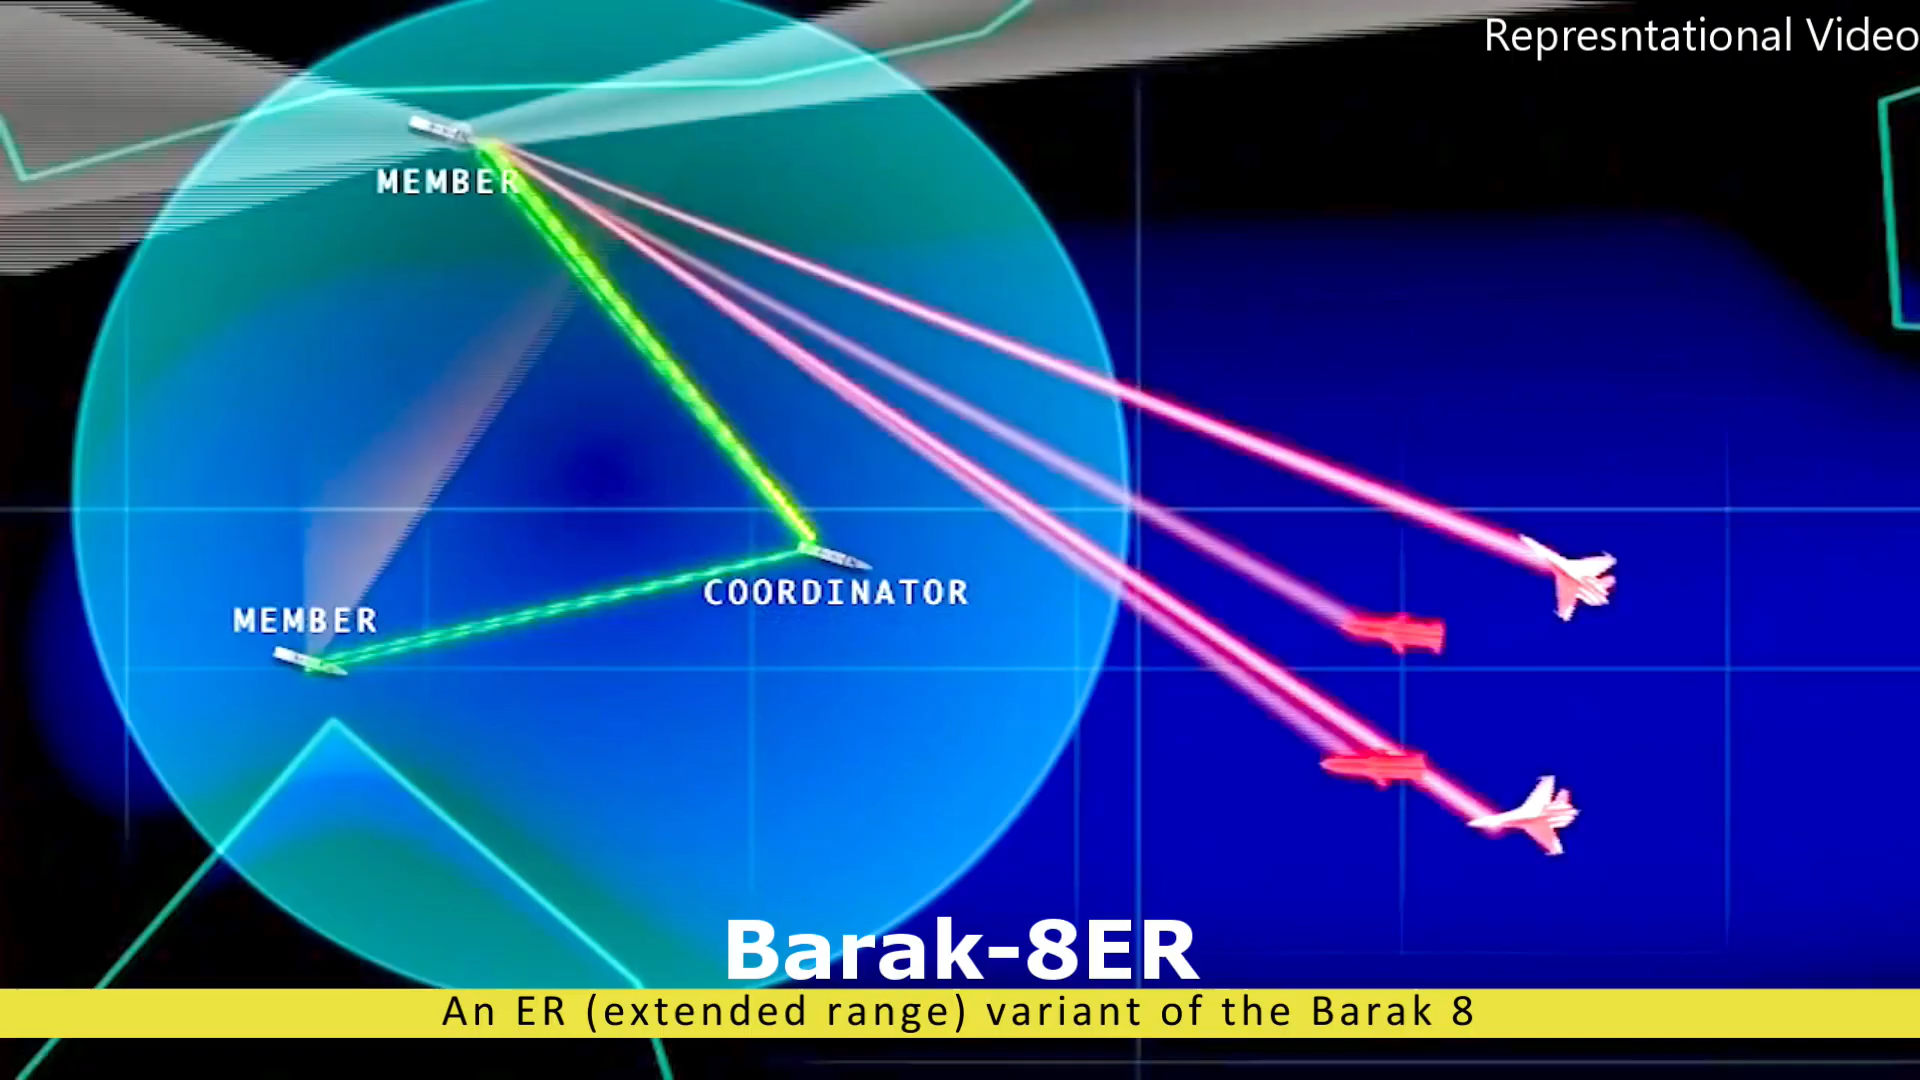 Represntational Video
MEMBER
COORDINATOR
MEMBER
Barak-8ER
An ER (extended range) variant of the Barak 8